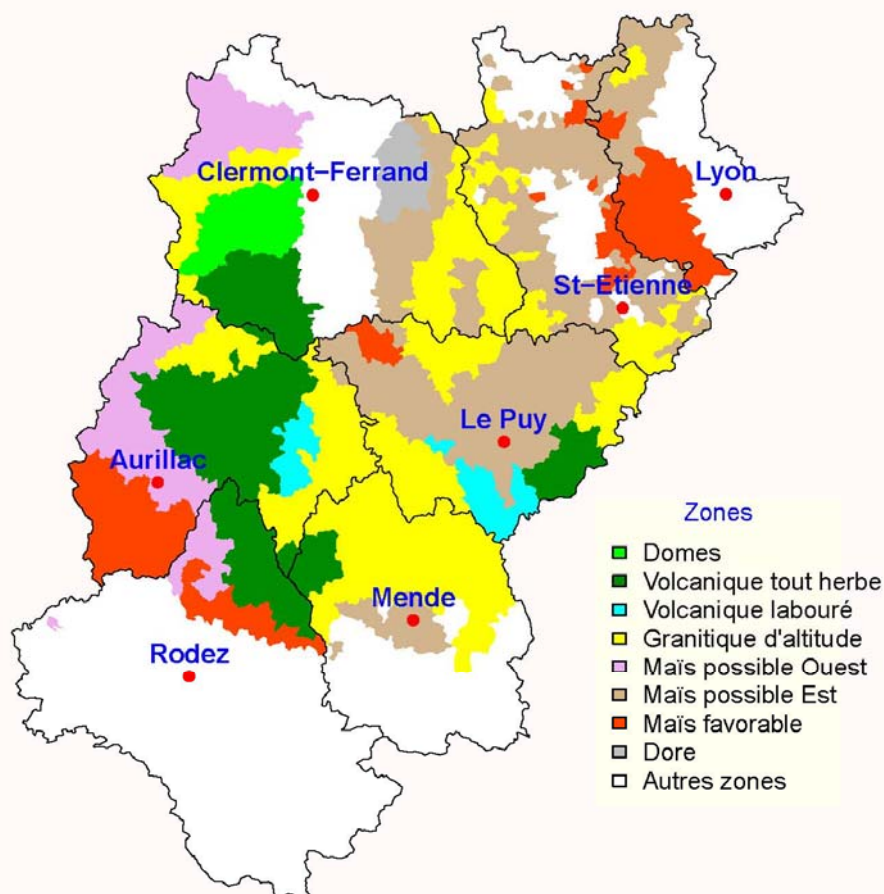 Clermont-Ferrand
Lyon
St-Etienne
Le Puy
Aurillac
Mende
Rodez
Zones
Domes
Volcanique tout herbe
Volcanique labouré
Granitique d'altitude
Maïs possible Ouest
Maïs possible Est
Maïs favorable
Dore
Autres zones